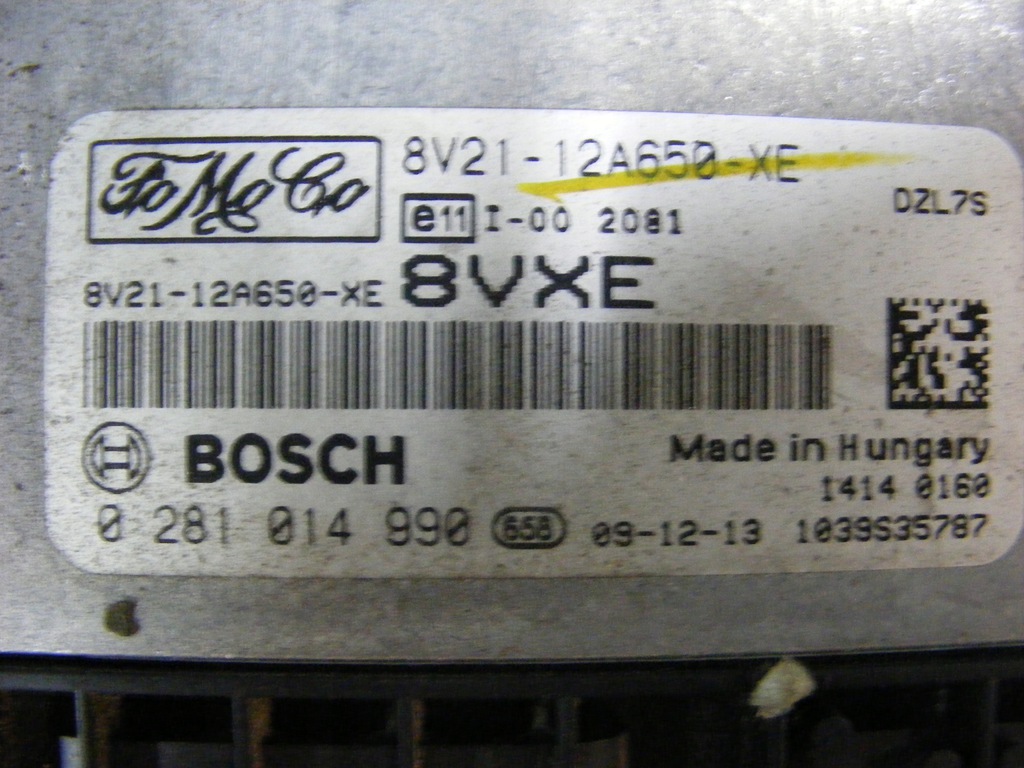 FoMoCo
8V21-12A650-XE
e11 I-00 2081
DZL7S
8V21-12A650-XE 8VXE
BOSCH
Made in Hungary
1414 0160
0 281 014 990 658 09-12-13 1039S35787